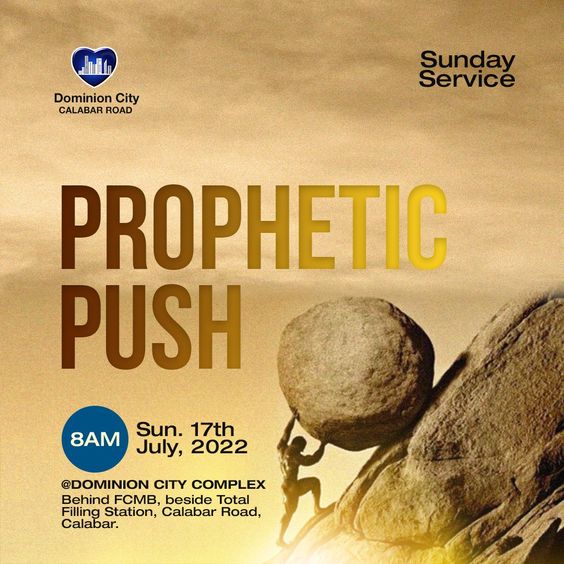 Dominion City
CALABAR ROAD
Sunday
Service
PROPHETIC
PUSH
8AM
Sun. 17th
July, 2022
@DOMINION CITY COMPLEX
Behind FCMB, beside Total
Filling Station, Calabar Road,
Calabar.